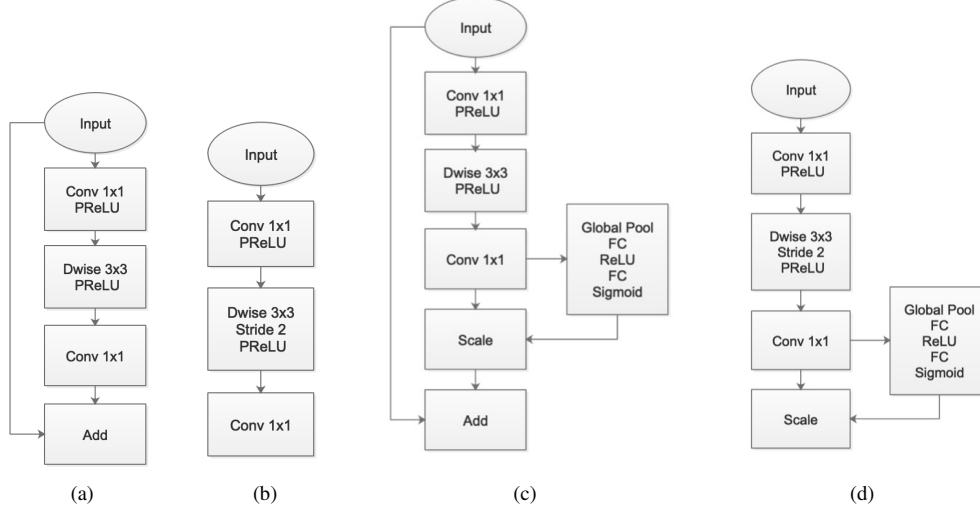 Input
Conv 1x1
PReLU
Dwise 3x3
PReLU
Conv 1x1
Add
(a)
Input
Conv 1x1
PReLU
Dwise 3x3
Stride 2
PReLU
Conv 1x1
(b)
Input
Conv 1x1
PReLU
Dwise 3x3
PReLU
Conv 1x1
Global Pool
FC
ReLU
FC
Sigmoid
Scale
Add
(c)
Input
Conv 1x1
PReLU
Dwise 3x3
Stride 2
PReLU
Conv 1x1
Global Pool
FC
ReLU
FC
Sigmoid
Scale
(d)